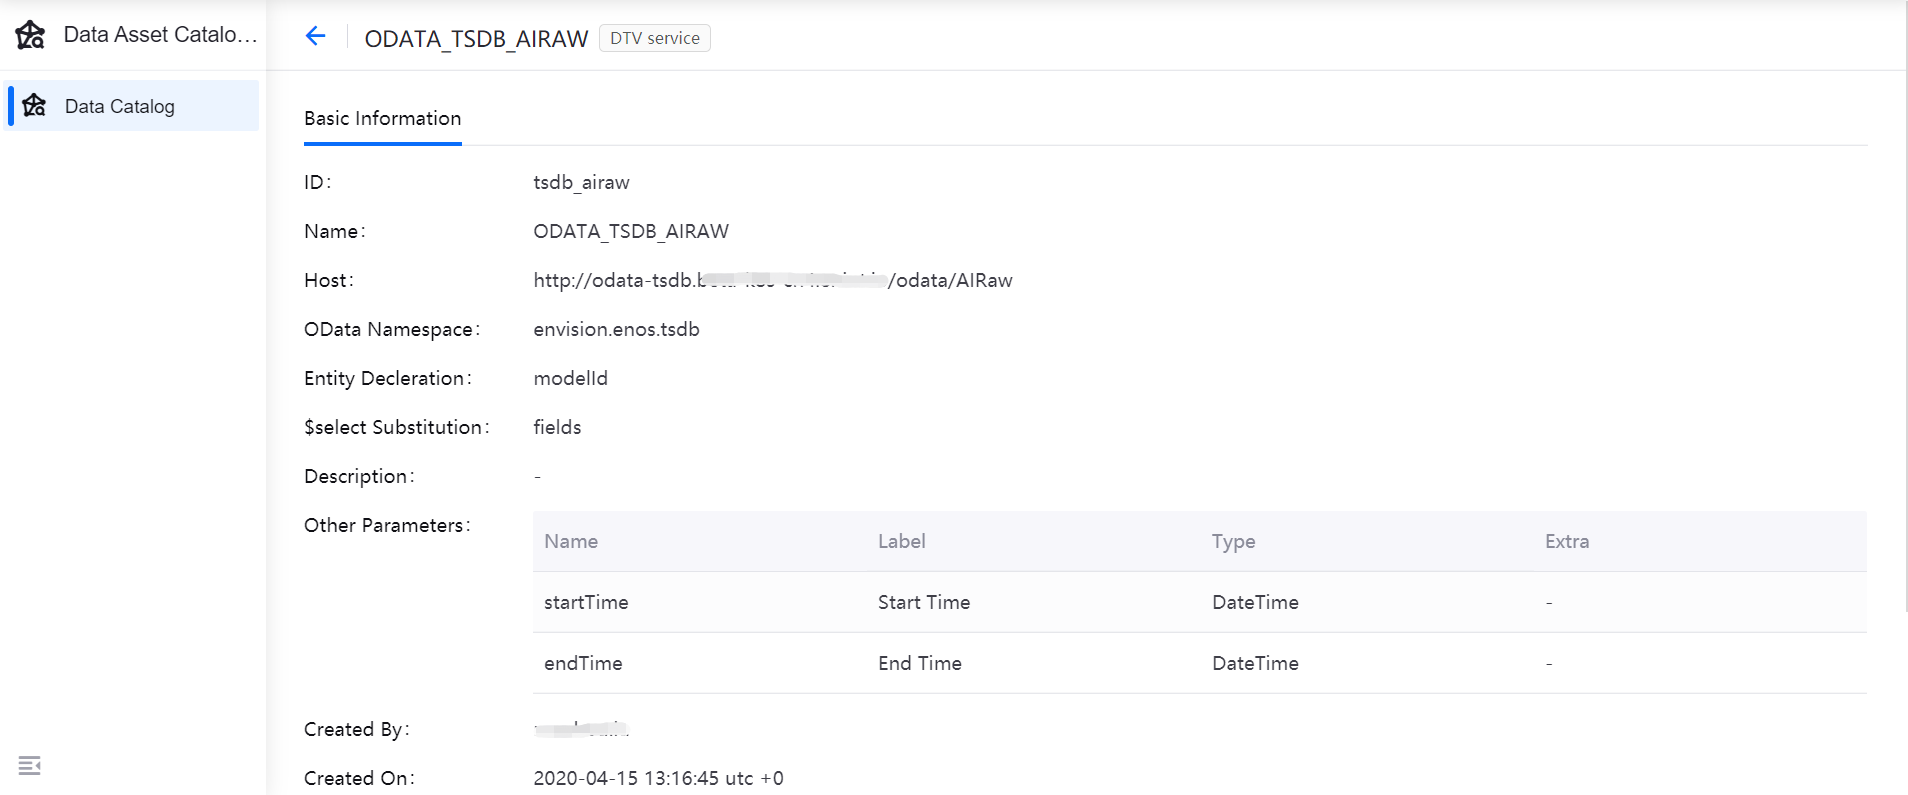 Data Asset Catalo...
ODATA_TSDB_AIRAW DTV service
Data Catalog
Basic Information
ID: tsdb_airaw
Name: ODATA_TSDB_AIRAW
Host: http://odata-tsdb. /odata/AIRaw
OData Namespace: envision.enos.tsdb
Entity Decleration: modelId
$select Substitution: fields
Description: -
Other Parameters:
Name Label Type Extra
startTime Start Time DateTime -
endTime End Time DateTime -
Created By:
Created On: 2020-04-15 13:16:45 utc +0